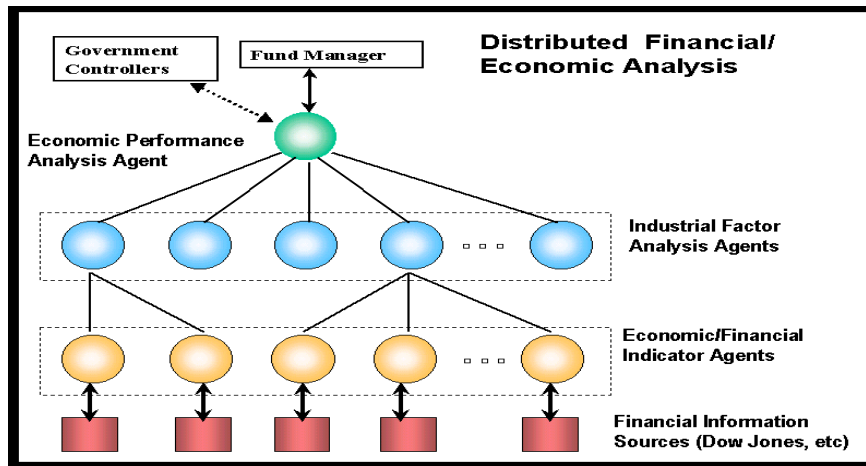 Government
Controllers
Fund Manager
Distributed Financial/
Economic Analysis
Economic Performance
Analysis Agent
Industrial Factor
Analysis Agents
Economic/Financial
Indicator Agents
Financial Information
Sources (Dow Jones, etc)